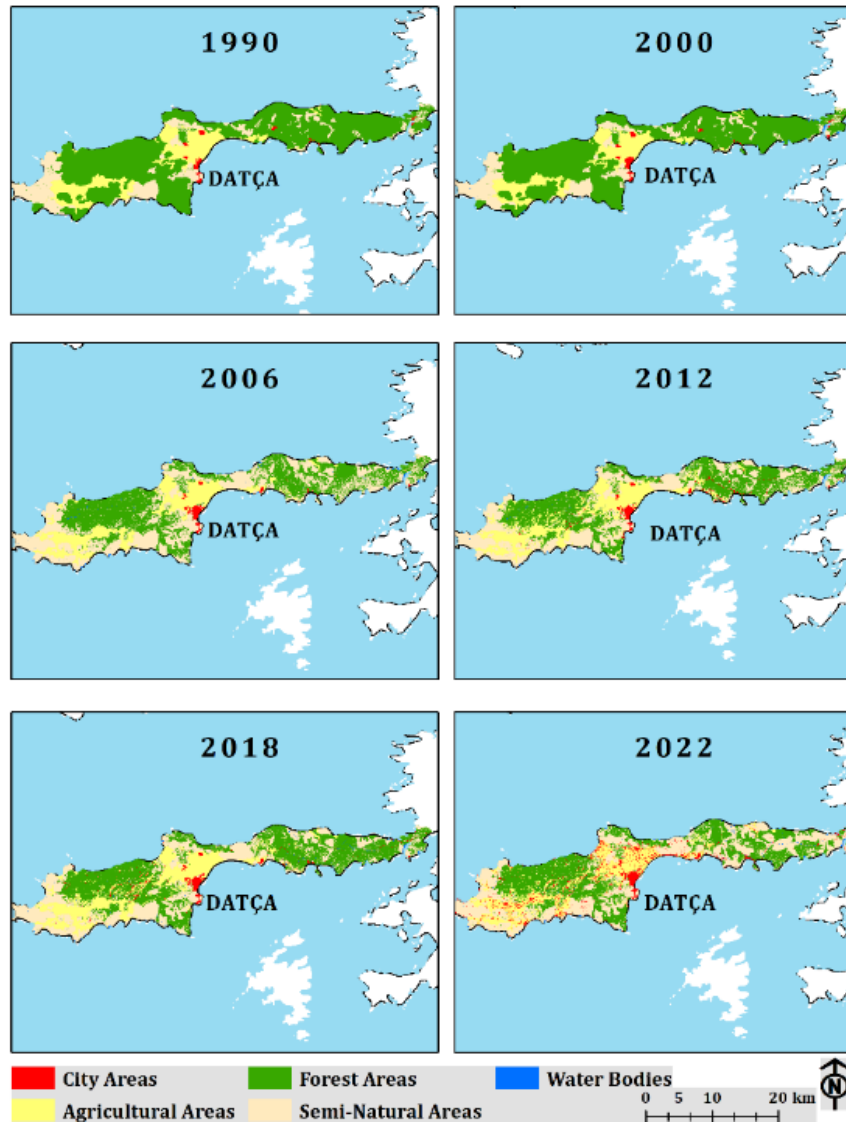 1990
2000
DATÇA
DATÇA
2006
2012
DATÇA
DATÇA
2018
2022
DATÇA
DATÇA
City Areas
Forest Areas
Water Bodies
Agricultural Areas
Semi-Natural Areas
N
0 5 10 20 km